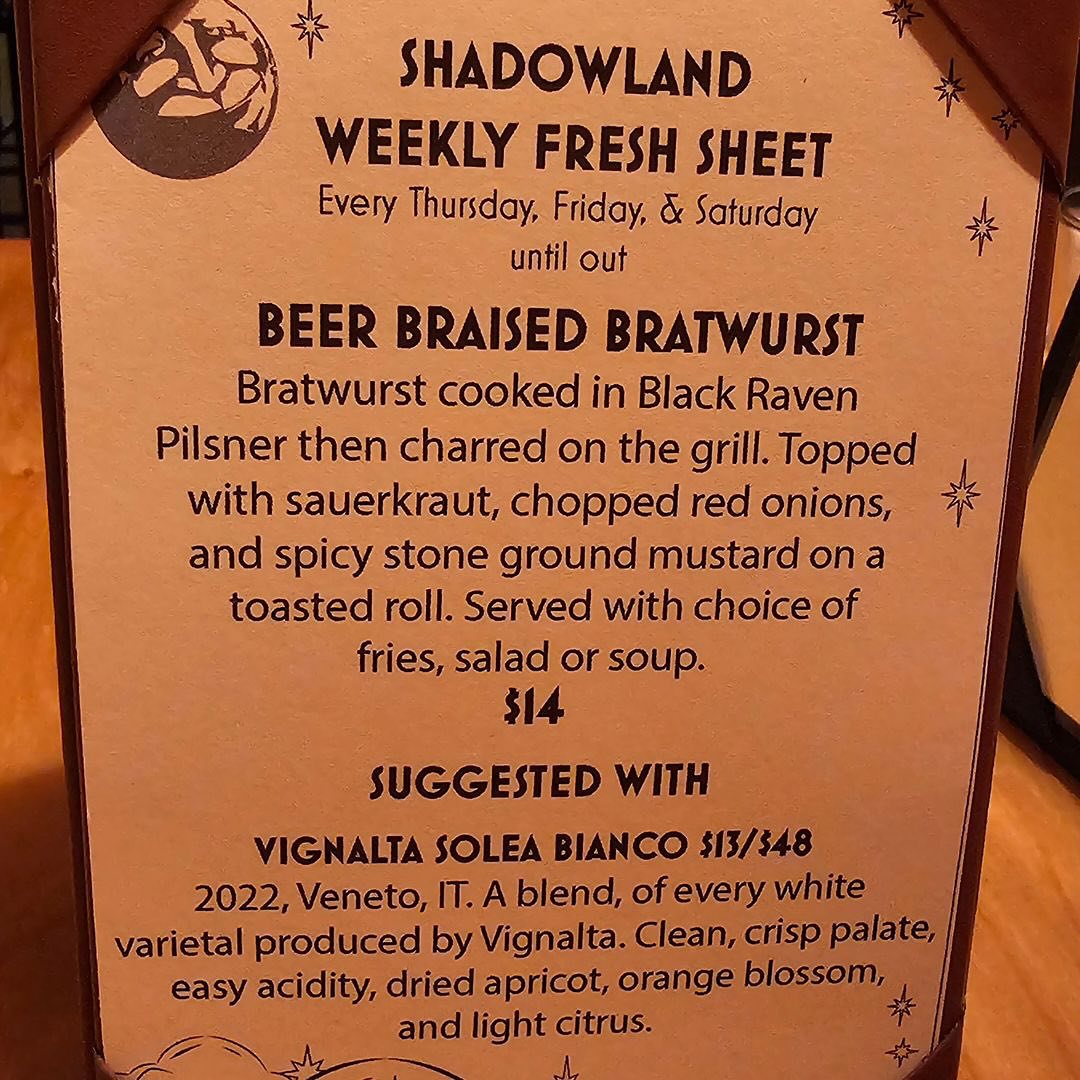 SHADOWLAND
WEEKLY FRESH SHEET
Every Thursday, Friday, & Saturday
until out
BEER BRAISED BRATWURST
Bratwurst cooked in Black Raven
Pilsner then charred on the grill. Topped
with sauerkraut, chopped red onions,
and spicy stone ground mustard on a
toasted roll. Served with choice of
fries, salad or soup.
$14
SUGGESTED WITH
VIGNALTA SOLEA BIANCO $13/$48
2022, Veneto, IT. A blend, of every white
varietal produced by Vignalta. Clean, crisp palate,
easy acidity, dried apricot, orange blossom,
and light citrus.